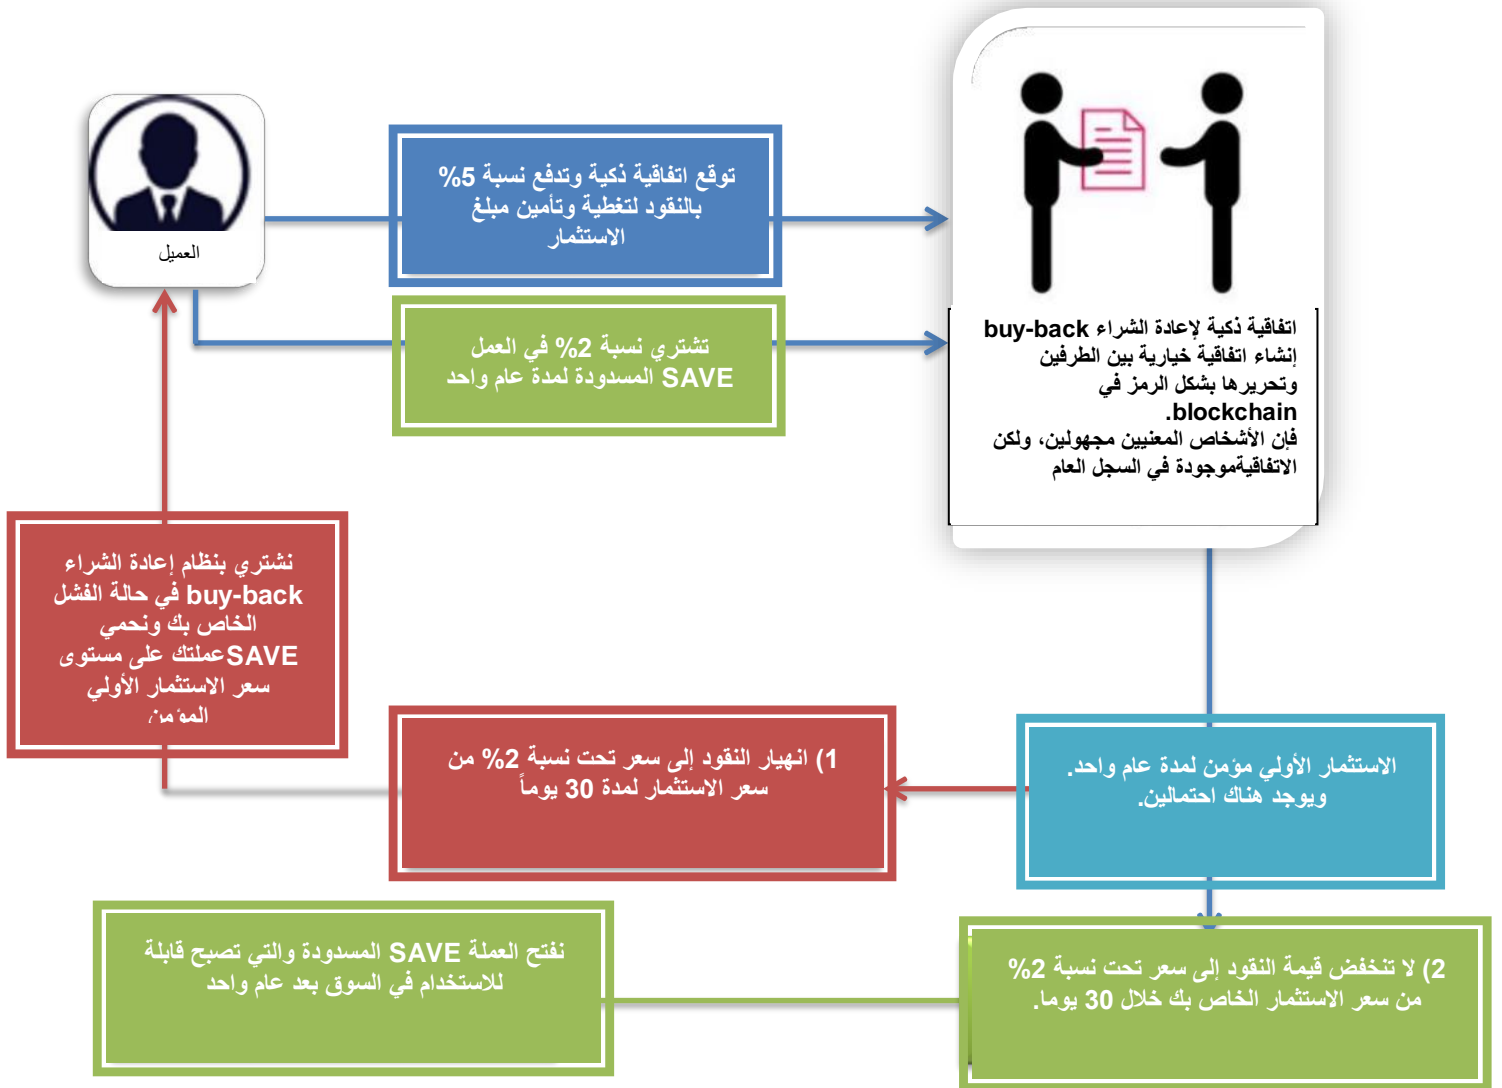 العميل
توقع اتفاقية ذكية وتدفع نسبة 5%
بالنقود لتغطية وتأمين مبلغ
الاستثمار
تشتري نسبة 2% في العمل
SAVE المسدودة لمدة عام واحد
اتفاقية ذكية لإعادة الشراء buy-back
إنشاء اتفاقية خيارية بين الطرفين
وتحريرها بشكل الرمز في
blockchain.
فإن الأشخاص المعنيين مجهولين، ولكن
الاتفاقيةموجودة في السجل العام
نشتري بنظام إعادة الشراء
buy-back في حالة الفشل
الخاص بك ونحمي
SAVEعملتك على مستوى
سعر الاستثمار الأولي
المؤمن
1) انهيار النقود إلى سعر تحت نسبة 2% من
سعر الاستثمار لمدة 30 يوماً
الاستثمار الأولي مؤمن لمدة عام واحد.
ويوجد هناك احتمالين.
2) لا تنخفض قيمة النقود إلى سعر تحت نسبة 2%
من سعر الاستثمار الخاص بك خلال 30 يوما.
نفتح العملة SAVE المسدودة والتي تصبح قابلة
للاستخدام في السوق بعد عام واحد